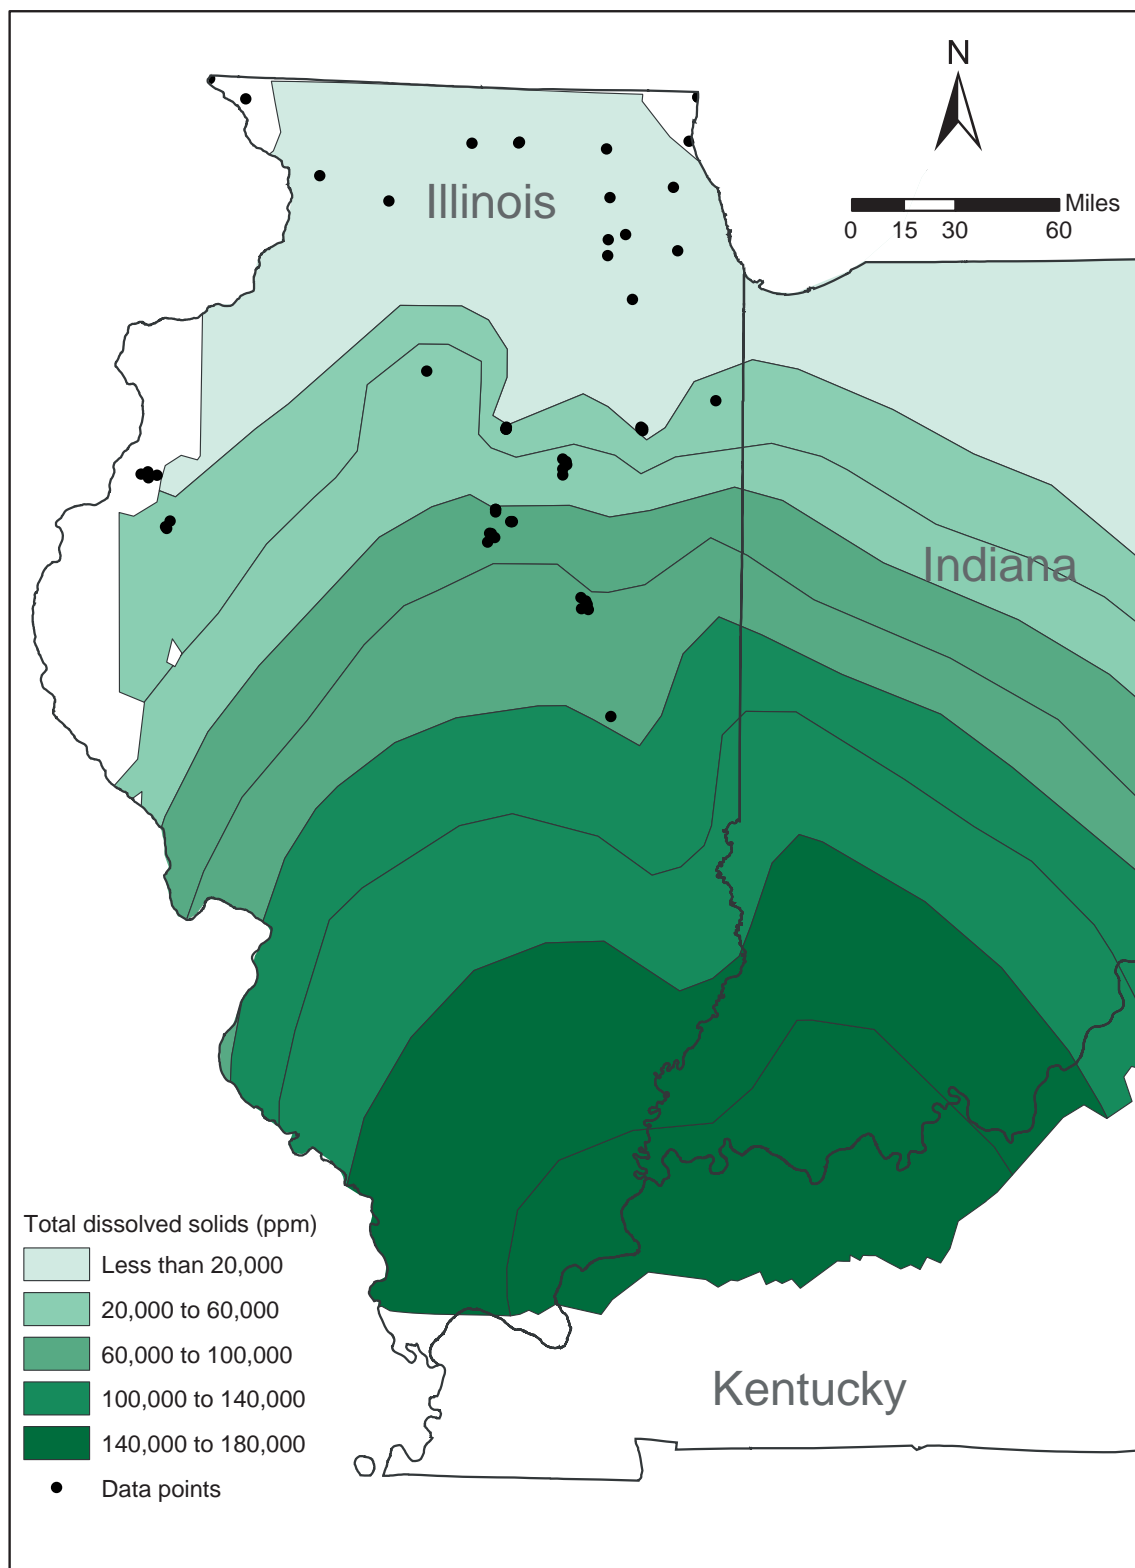 N
Illinois
Miles
0 15 30 60
Indiana
Total dissolved solids (ppm)
Less than 20,000
20,000 to 60,000
60,000 to 100,000
100,000 to 140,000
140,000 to 180,000
Data points
Kentucky